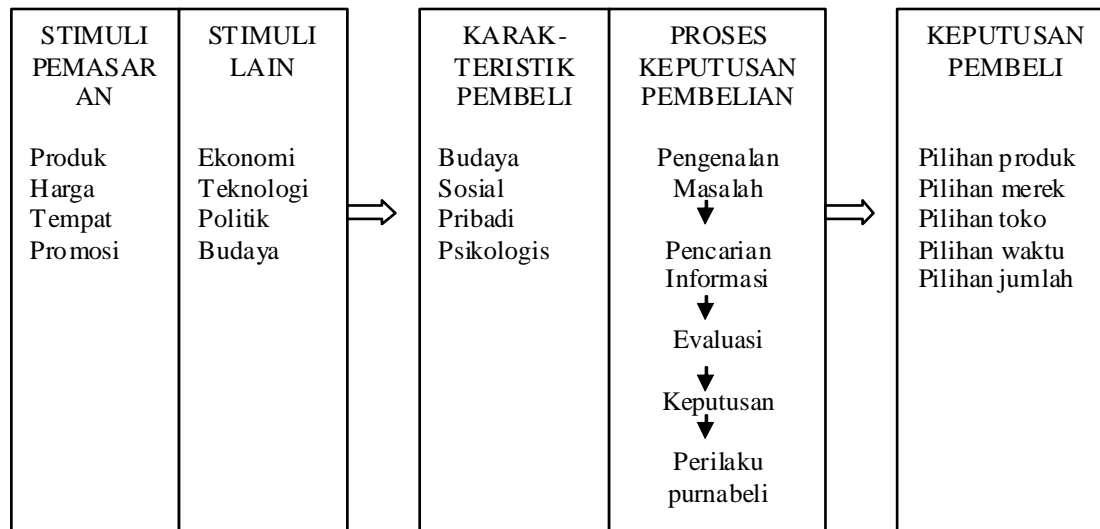 STIMULI
PEMASAR
AN
Produk
Harga
Tempat
Promosi
STIMULI
LAIN
Ekonomi
Teknologi
Politik
Budaya
KARAK-
TERISTIK
PEMBELI
Budaya
Sosial
Pribadi
Psikologis
PROSES
KEPUTUSAN
PEMBELIAN
Pengenalan
Masalah
Pencarian
Informasi
Evaluasi
Keputusan
Perilaku
purnabeli
KEPUTUSAN
PEMBELI
Pilihan produk
Pilihan merek
Pilihan toko
Pilihan waktu
Pilihan jumlah